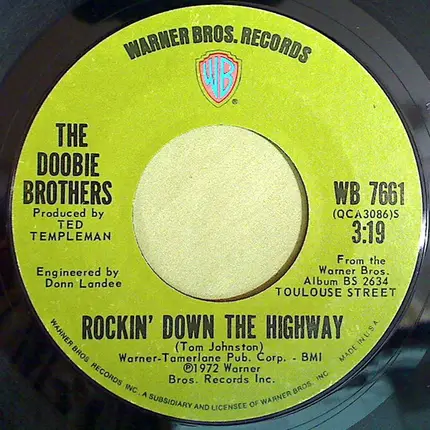 WARNER BROS. RECORDS
WB
®
THE
DOOBIE
BROTHERS
Produced by
TED
TEMPLEMAN
Engineered by
Donn Landee
WB 7661
(QCA3086)S
3:19
From the
Warner Bros.
Album BS 2634
TOULOUSE STREET
ROCKIN' DOWN THE HIGHWAY
(Tom Johnston)
Warner-Tamerlane Pub. Corp. - BMI
Ⓟ1972 Warner
Bros. Records Inc.
WARNER BROS. RECORDS INC. A SUBSIDIARY AND LICENSEE OF WARNER BROS. INC.
MADE IN U.S.A.